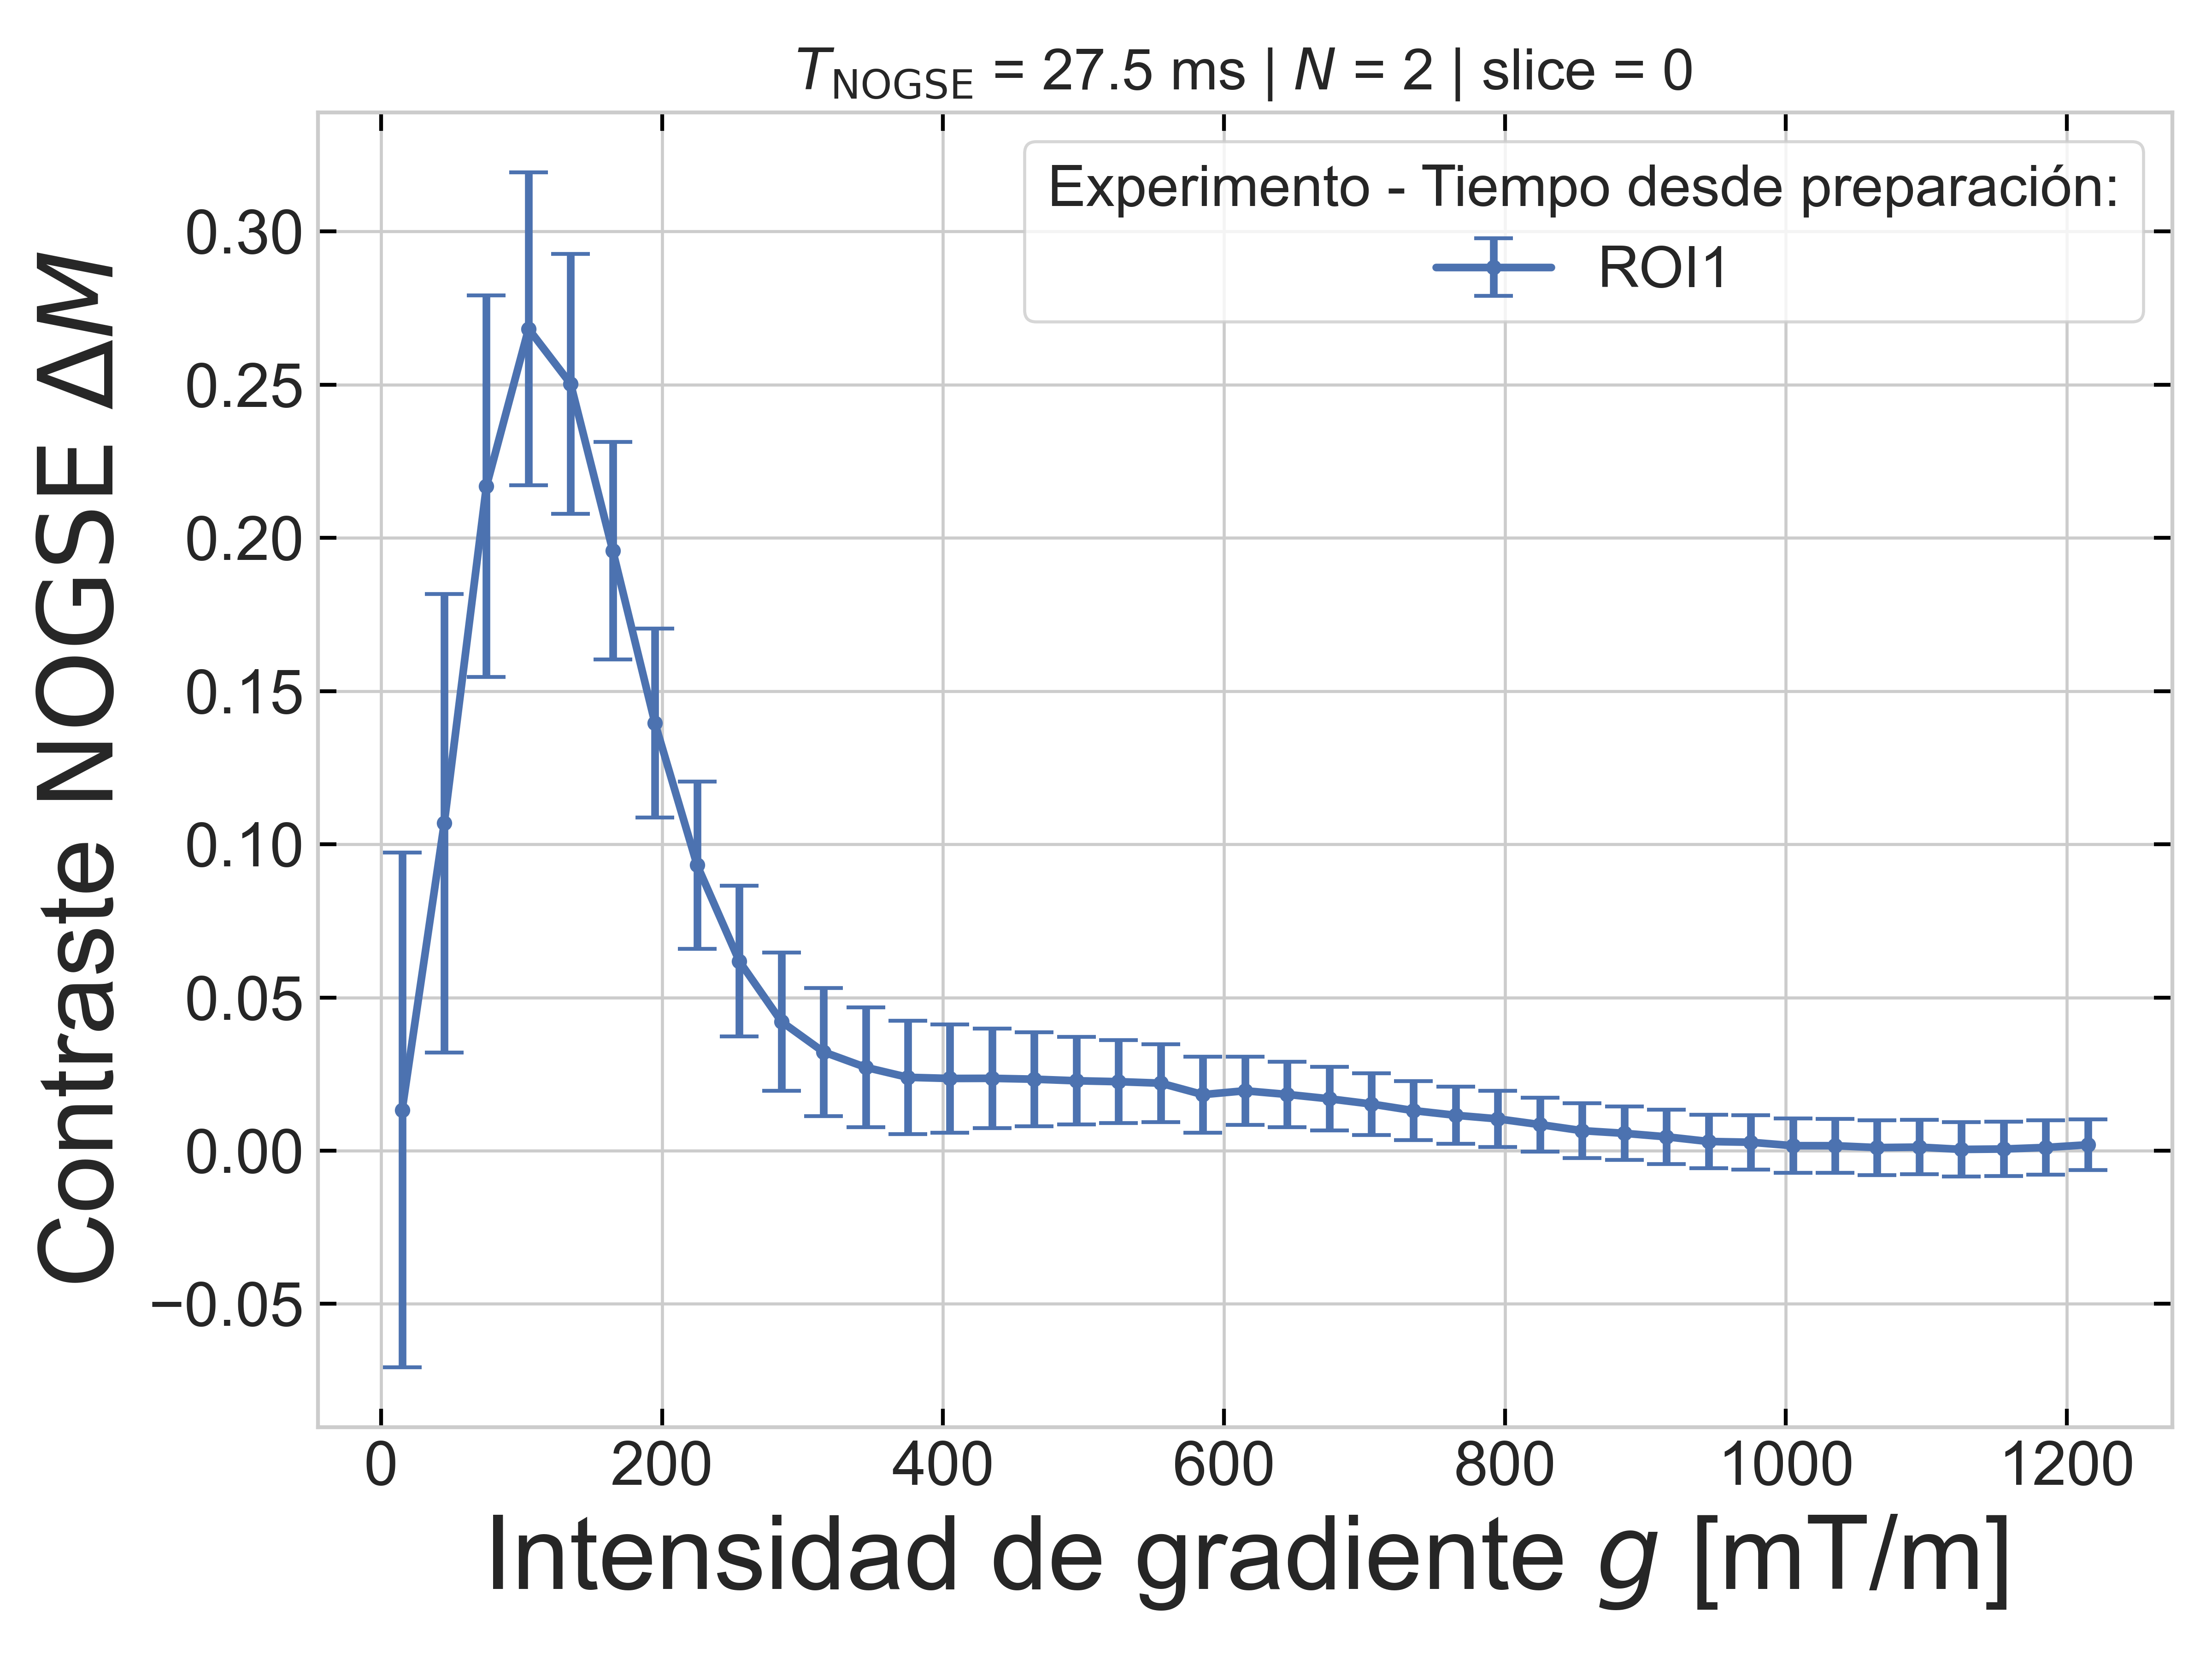 T_NOGSE = 27.5 ms | N = 2 | slice = 0
Experimento - Tiempo desde preparación:
ROI1
Contraste NOGSE ΔM
0.30
0.25
0.20
0.15
0.10
0.05
0.00
−0.05
0 200 400 600 800 1000 1200
Intensidad de gradiente g [mT/m]